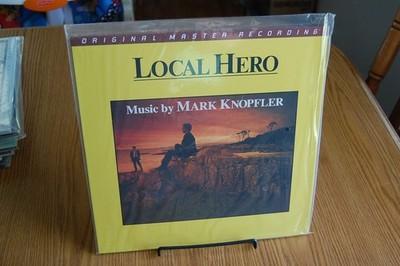 ORIGINAL MASTER RECORDING
LOCAL HERO
Music by MARK KNOPFLER